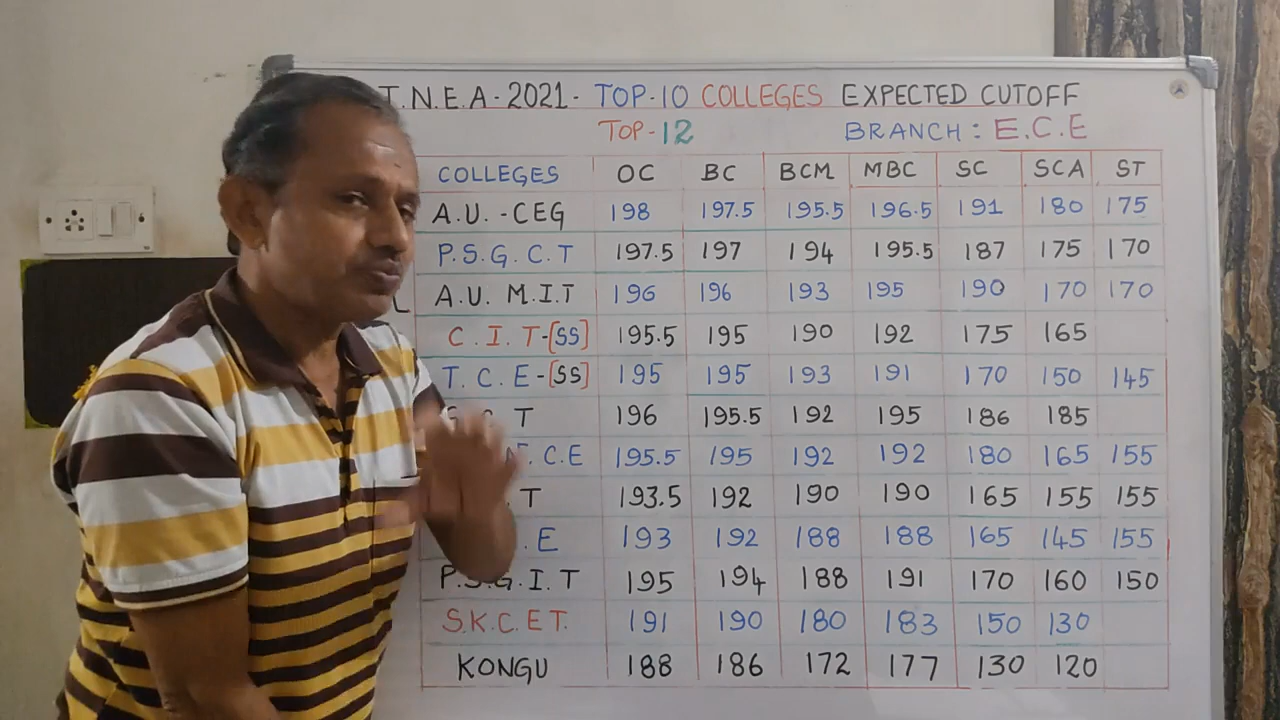 T.N.E.A-2021- TOP-10 COLLEGES EXPECTED CUTOFF
TOP-12 BRANCH: E.C.E
COLLEGES OC BC BCM MBC SC SCA ST
A.U.-CEG 198 197.5 195.5 196.5 191 180 175
P.S.G.C.T 197.5 197 194 195.5 187 175 170
A.U. M.I.T 196 196 193 195 190 170 170
C.I.T-[SS] 195.5 195 190 192 175 165
T.C.E-[SS] 195 195 193 191 170 150 145
T 196 195.5 192 195 186 185
.C.E 195.5 195 192 192 180 165 155
.T 193.5 192 190 190 165 155 155
.E 193 192 188 188 165 145 155
P.S.G.I.T 195 194 188 191 170 160 150
S.K.C.E.T. 191 190 180 183 150 130
KONGU 188 186 172 177 130 120